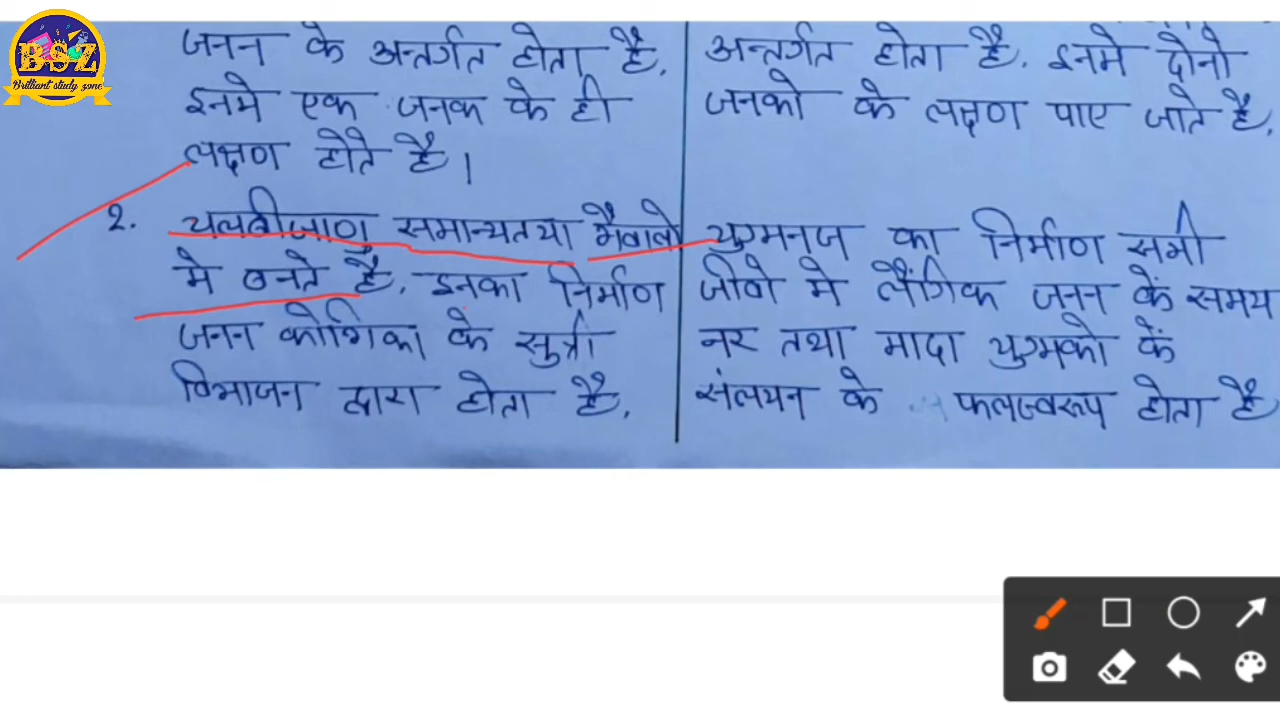 BSZ
Brilliant study zone
जनन के अन्तर्गत होता है.
इनमे एक जनक के ही
लक्षण होते है।
2. चलबीजाणु समान्यतया शैवालो
मे बनते है. इनका निर्माण
जनन कोशिका के सुत्री
विभाजन द्वारा होता है.
अन्तर्गत होता है. इनमे दोनो
जनको के लक्षण पाए जाते है.
युग्मनज का निर्माण सभी
जीवो मे लैंगिक जनन के समय
नर तथा मादा युग्मको के
संलयन के फलस्वरूप होता है